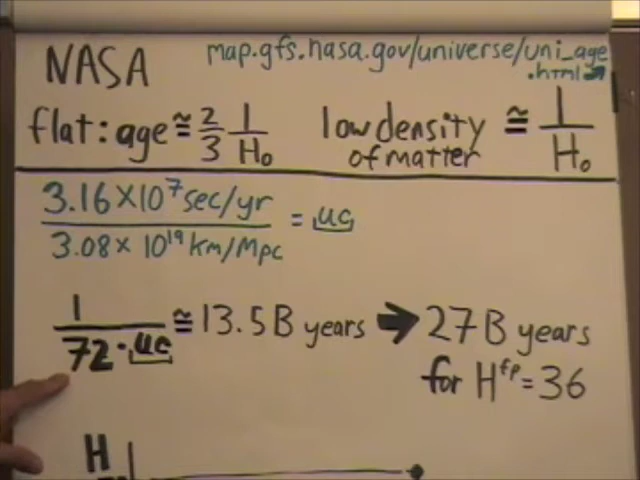 NASA
map.gfs.nasa.gov/universe/uni_age
.html
flat: age ≅ 2/3 1/H₀
low density of matter ≅ 1/H₀
3.16×10⁷ sec/yr
3.08×10¹⁹ km/Mpc
= uc
1
72·uc
≅ 13.5B years → 27B years
for Hᶠᵖ = 36
H